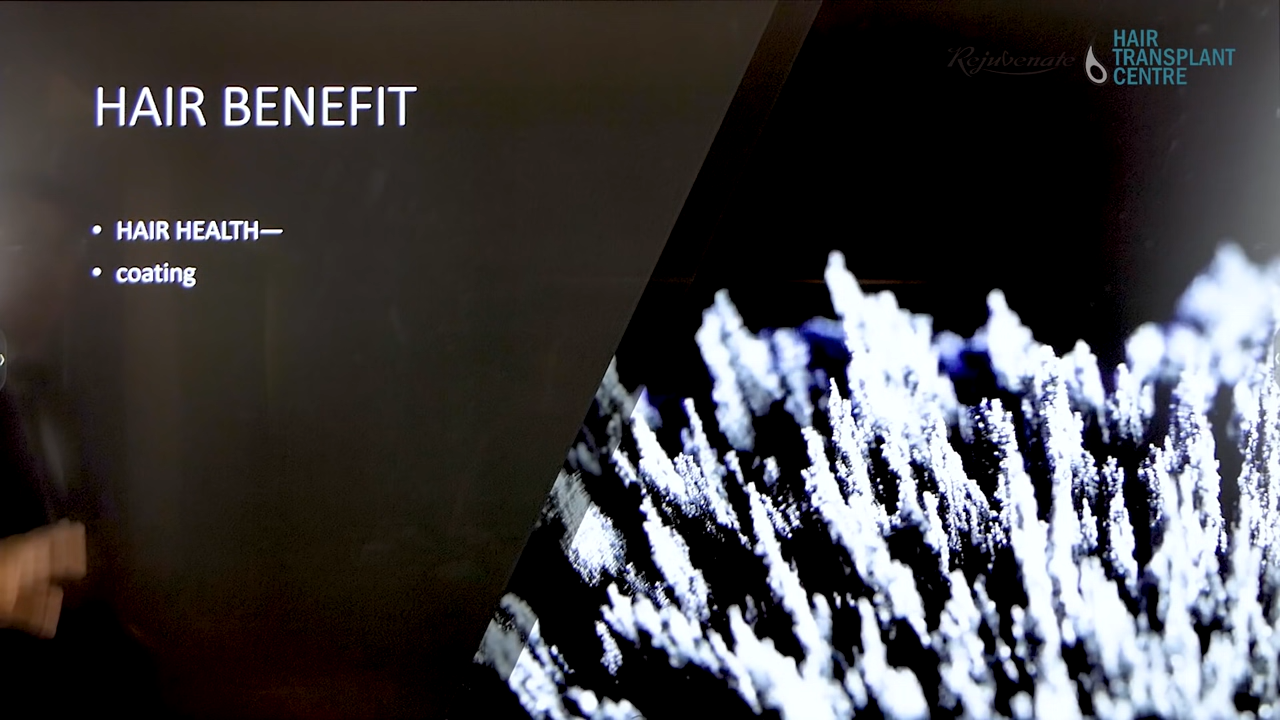 Rejuvenate
HAIR
TRANSPLANT
CENTRE
HAIR BENEFIT
• HAIR HEALTH—
• coating